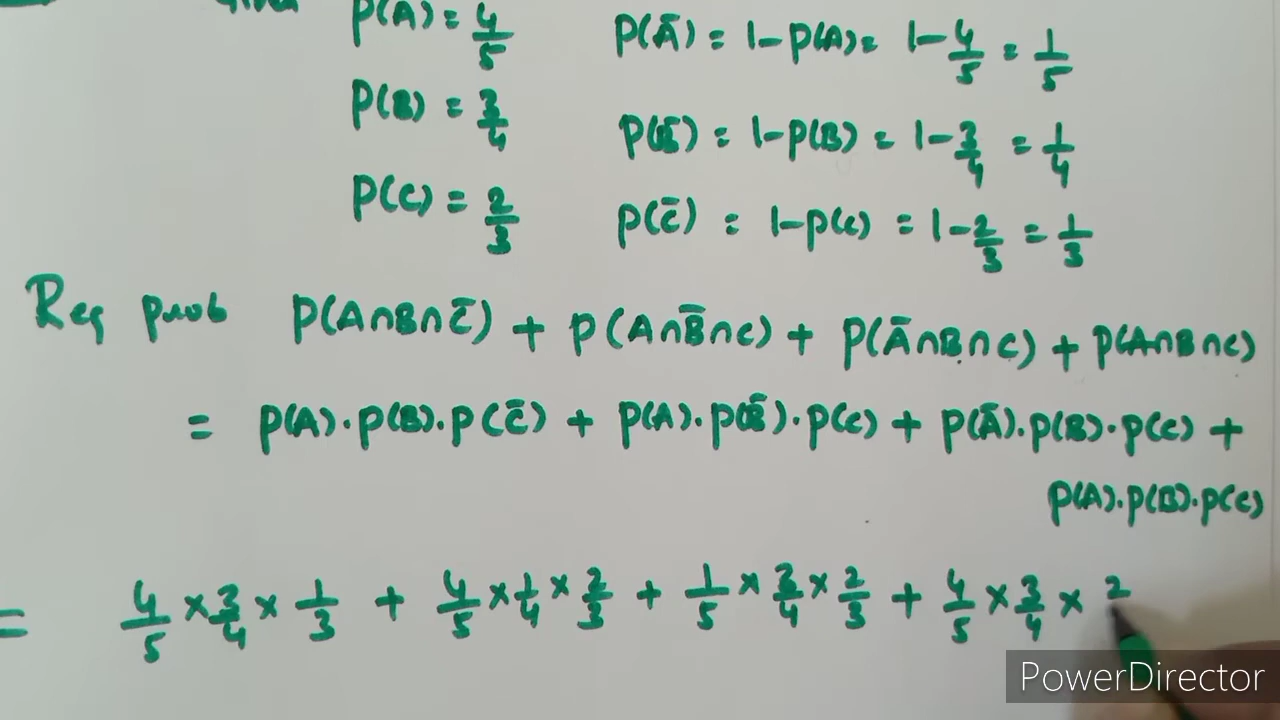 Given P(A) = 4/5 P(Ā) = 1-P(A) = 1-4/5 = 1/5
P(B) = 3/4 P(B̄) = 1-P(B) = 1-3/4 = 1/4
P(C) = 2/3 P(C̄) = 1-P(C) = 1-2/3 = 1/3
Req prob P(A∩B∩C̄) + P(A∩B̄∩C) + P(Ā∩B∩C) + P(A∩B∩C)
= P(A).P(B).P(C̄) + P(A).P(B̄).P(C) + P(Ā).P(B).P(C) +
P(A).P(B).P(C)
= 4/5 × 3/4 × 1/3 + 4/5 × 1/4 × 2/3 + 1/5 × 3/4 × 2/3 + 4/5 × 3/4 × 2
PowerDirector